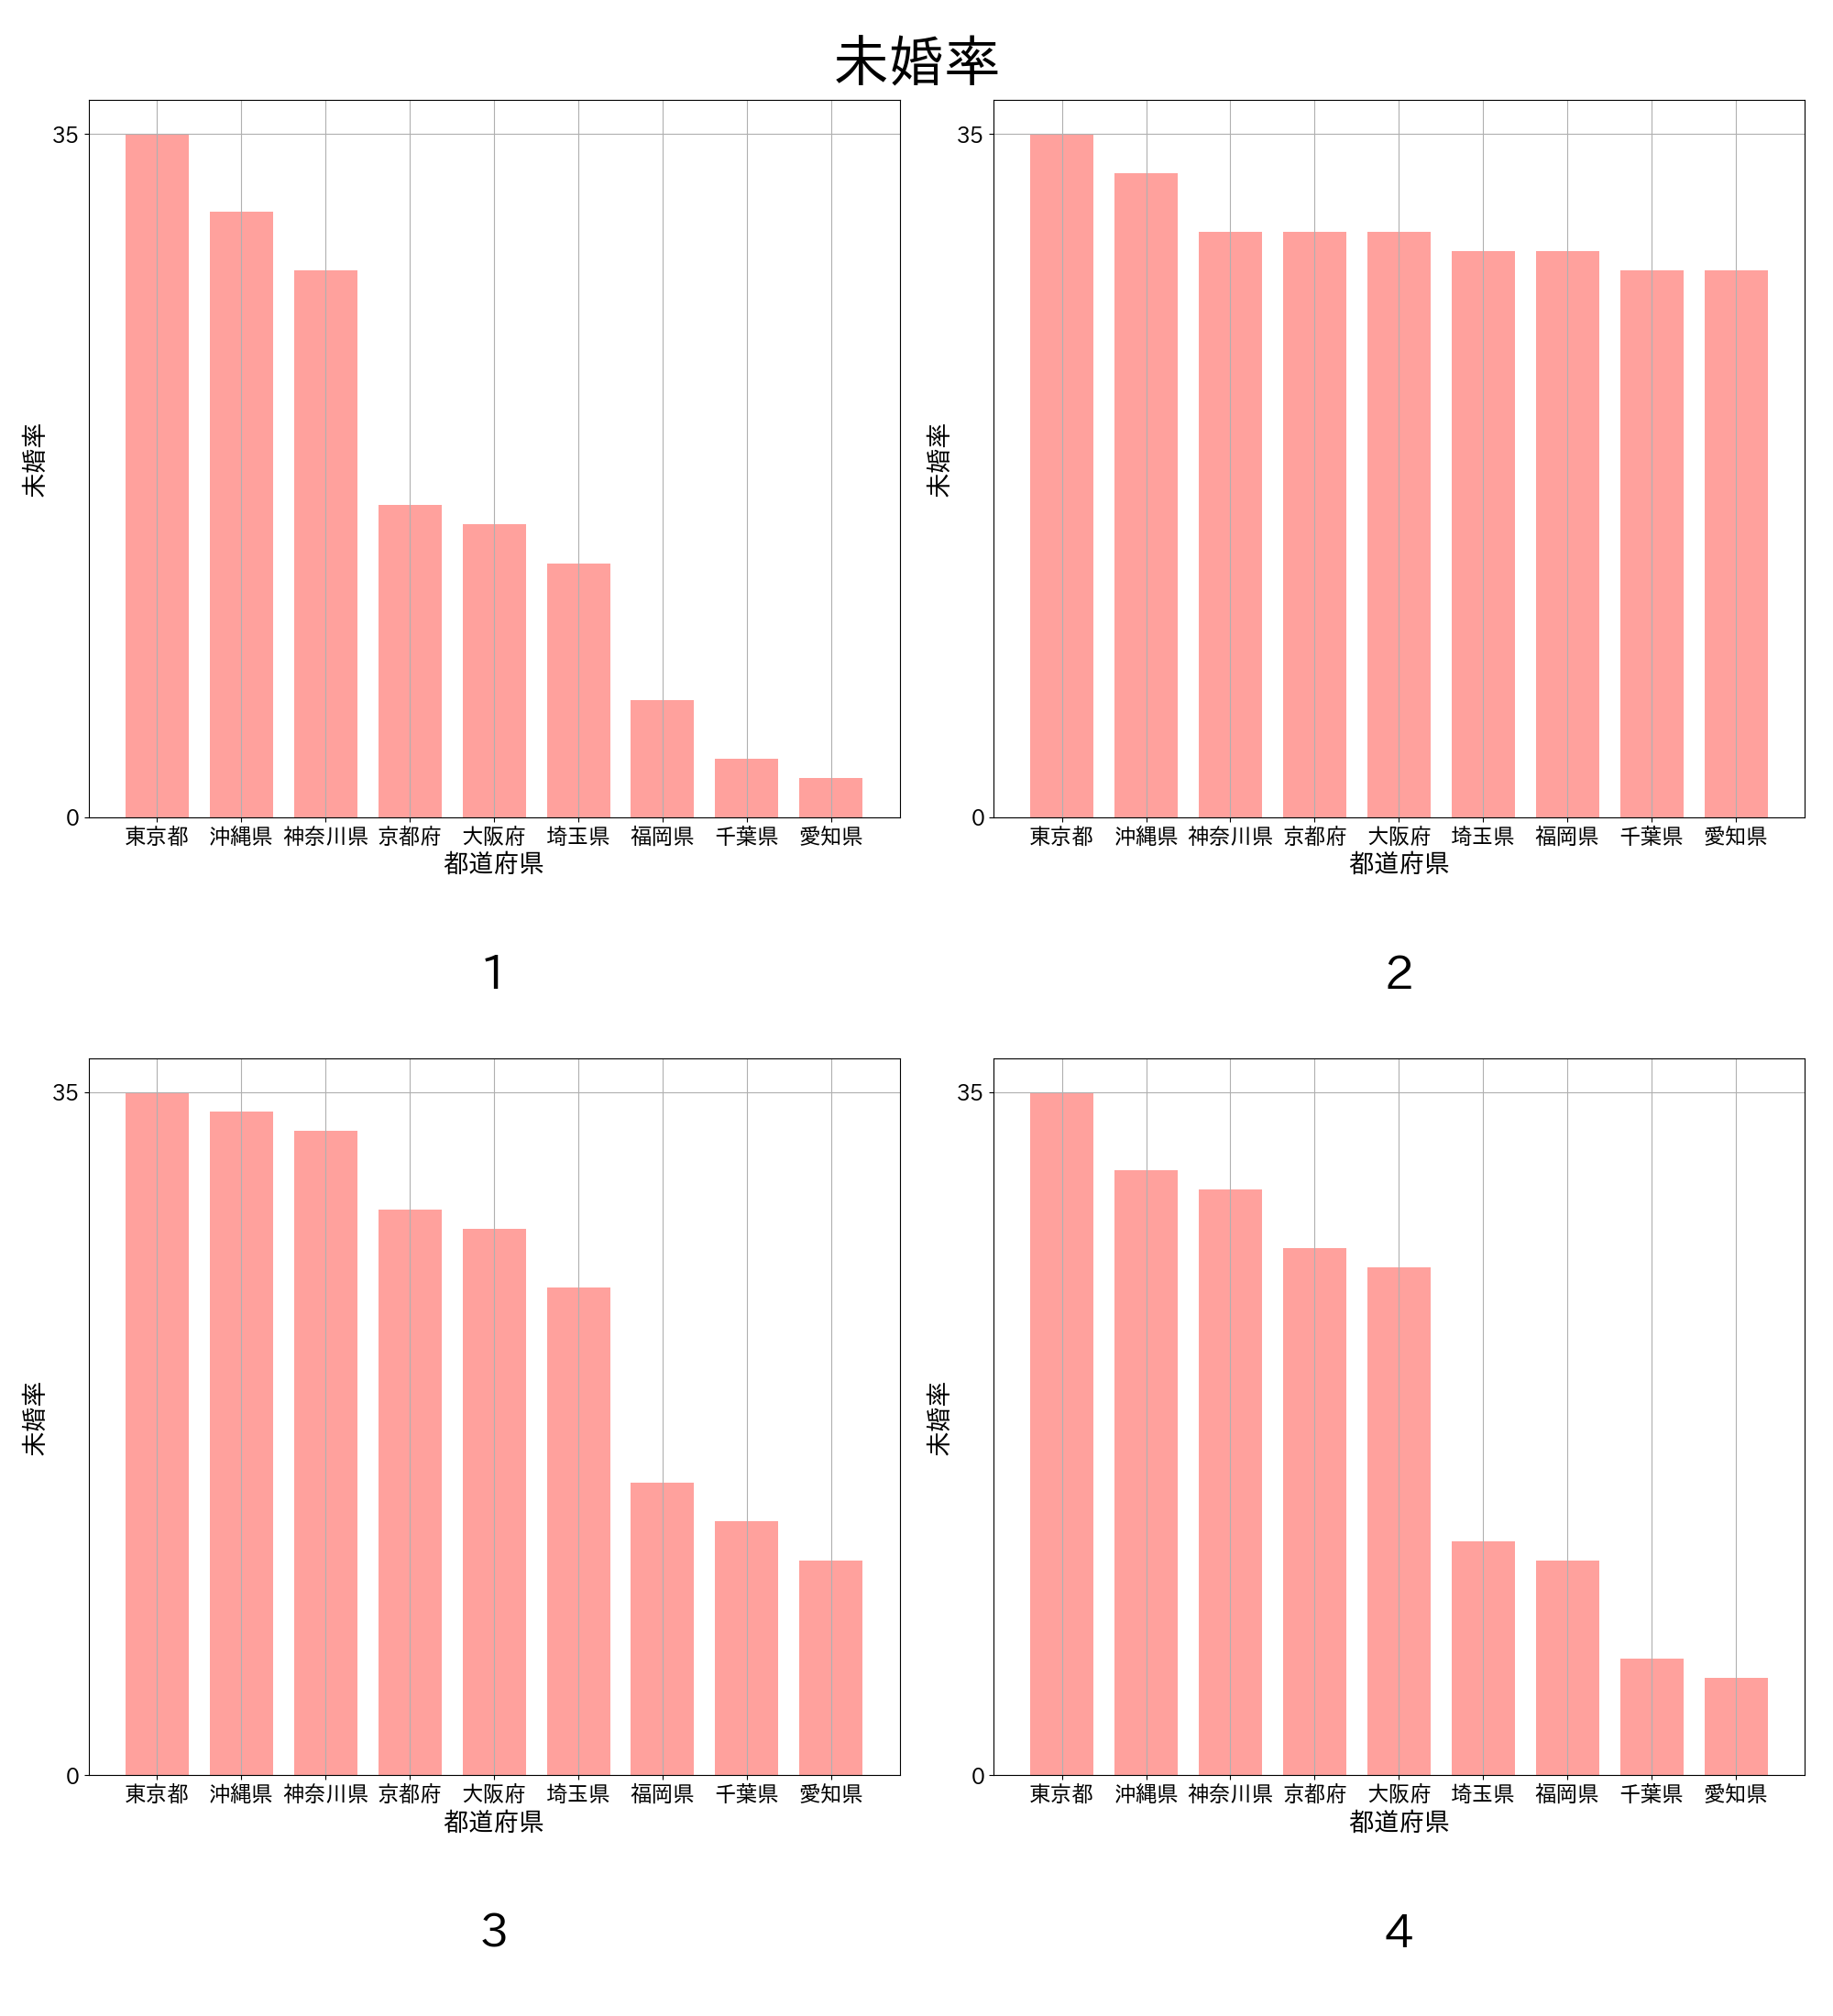 未婚率
35
0
未婚率
東京都 沖縄県 神奈川県 京都府 大阪府 埼玉県 福岡県 千葉県 愛知県
都道府県
1
35
0
未婚率
東京都 沖縄県 神奈川県 京都府 大阪府 埼玉県 福岡県 千葉県 愛知県
都道府県
2
35
0
未婚率
東京都 沖縄県 神奈川県 京都府 大阪府 埼玉県 福岡県 千葉県 愛知県
都道府県
3
35
0
未婚率
東京都 沖縄県 神奈川県 京都府 大阪府 埼玉県 福岡県 千葉県 愛知県
都道府県
4